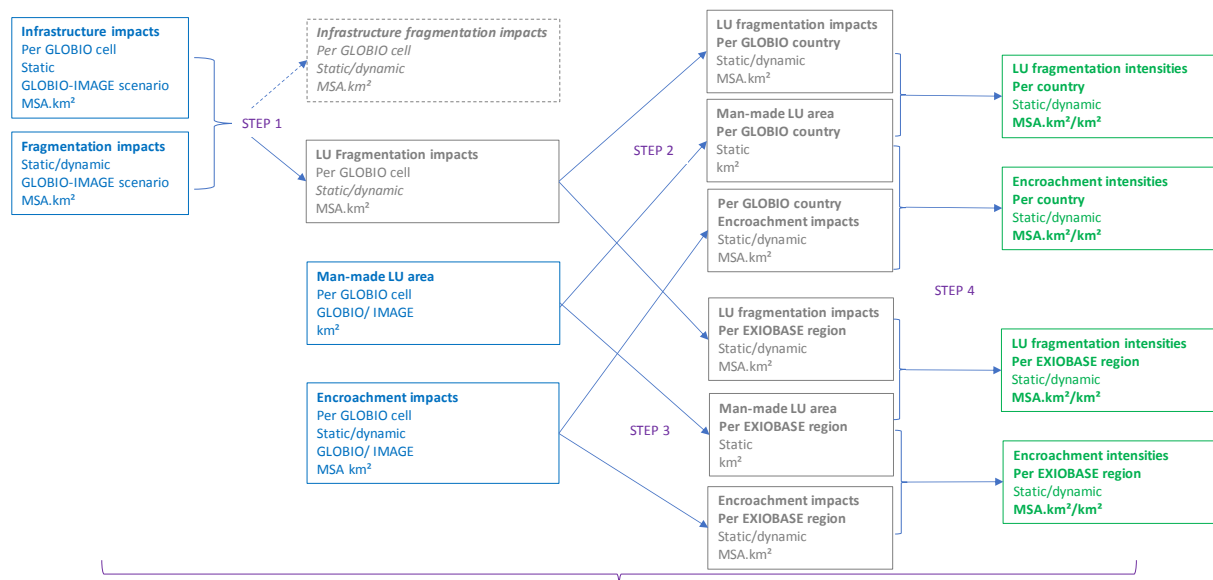 Infrastructure impacts
Per GLOBIO cell
Static
GLOBIO-IMAGE scenario
MSA.km²
Fragmentation impacts
Static/dynamic
GLOBIO-IMAGE scenario
MSA.km²
STEP 1
Infrastructure fragmentation impacts
Per GLOBIO cell
Static/dynamic
MSA.km²
LU Fragmentation impacts
Per GLOBIO cell
Static/dynamic
MSA.km²
Man-made LU area
Per GLOBIO cell
GLOBIO/ IMAGE
km²
Encroachment impacts
Per GLOBIO cell
Static/dynamic
GLOBIO/ IMAGE
MSA km²
STEP 2
STEP 3
LU fragmentation impacts
Per GLOBIO country
Static/dynamic
MSA.km²
Man-made LU area
Per GLOBIO country
Static
km²
Per GLOBIO country
Encroachment impacts
Static/dynamic
MSA.km²
LU fragmentation impacts
Per EXIOBASE region
Static/dynamic
MSA.km²
Man-made LU area
Per EXIOBASE region
Static
km²
Encroachment impacts
Per EXIOBASE region
Static/dynamic
MSA.km²
STEP 4
LU fragmentation intensities
Per country
Static/dynamic
MSA.km²/km²
Encroachment intensities
Per country
Static/dynamic
MSA.km²/km²
LU fragmentation intensities
Per EXIOBASE region
Static/dynamic
MSA.km²/km²
Encroachment intensities
Per EXIOBASE region
Static/dynamic
MSA.km²/km²